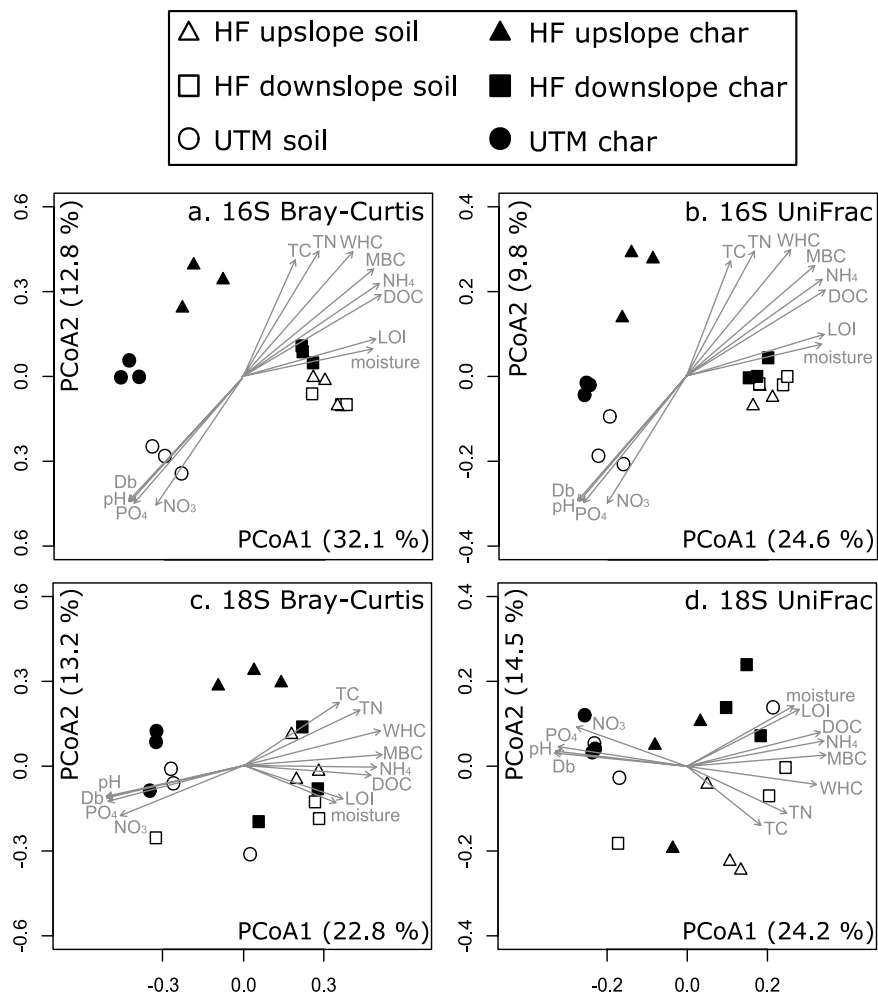 HF upslope soil
HF upslope char
HF downslope soil
HF downslope char
UTM soil
UTM char
a. 16S Bray-Curtis
PCoA2 (12.8 %)
0.6
0.3
0.0
0.3
0.6
TC
TN
WHC
MBC
NH₄
DOC
LOI
moisture
Db
pH
PO₄
NO₃
PCoA1 (32.1 %)
b. 16S UniFrac
PCoA2 (9.8 %)
0.4
0.2
0.0
-0.2
-0.4
TC
TN
WHC
MBC
NH₄
DOC
LOI
moisture
Db
pH
PO₄
NO₃
PCoA1 (24.6 %)
c. 18S Bray-Curtis
PCoA2 (13.2 %)
0.6
0.3
0.0
-0.3
-0.6
TC
TN
WHC
MBC
NH₄
DOC
LOI
moisture
pH
Db
PO₄
NO₃
PCoA1 (22.8 %)
-0.3
0.0
0.3
d. 18S UniFrac
PCoA2 (14.5 %)
0.4
0.2
0.0
-0.2
-0.4
moisture
LOI
DOC
NH₄
MBC
WHC
TN
TC
NO₃
PO₄
pH
Db
PCoA1 (24.2 %)
-0.2
0.0
0.2